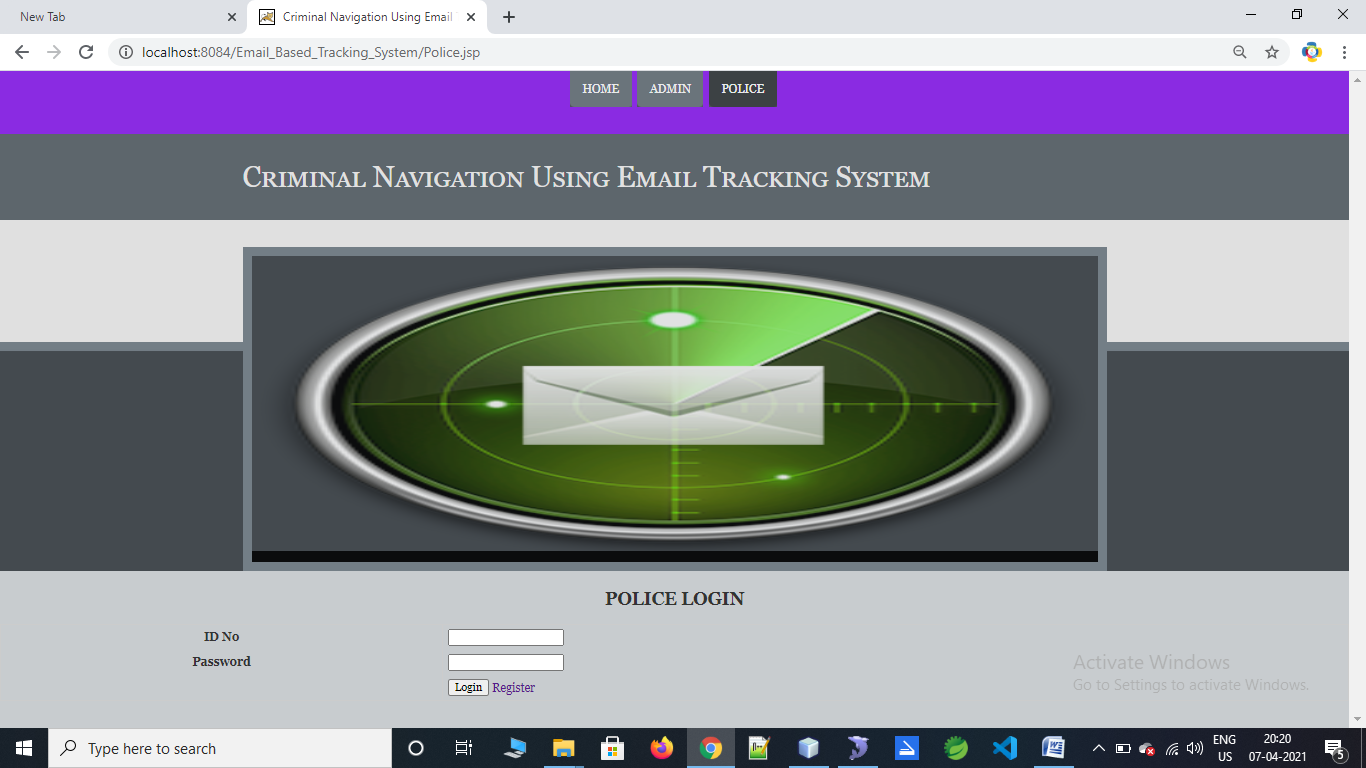 New Tab
Criminal Navigation Using Email
localhost:8084/Email_Based_Tracking_System/Police.jsp
HOME ADMIN POLICE
Criminal Navigation Using Email Tracking System
POLICE LOGIN
ID No
Password
Login Register
Activate Windows
Go to Settings to activate Windows.
Type here to search
ENG
US
20:20
07-04-2021
5